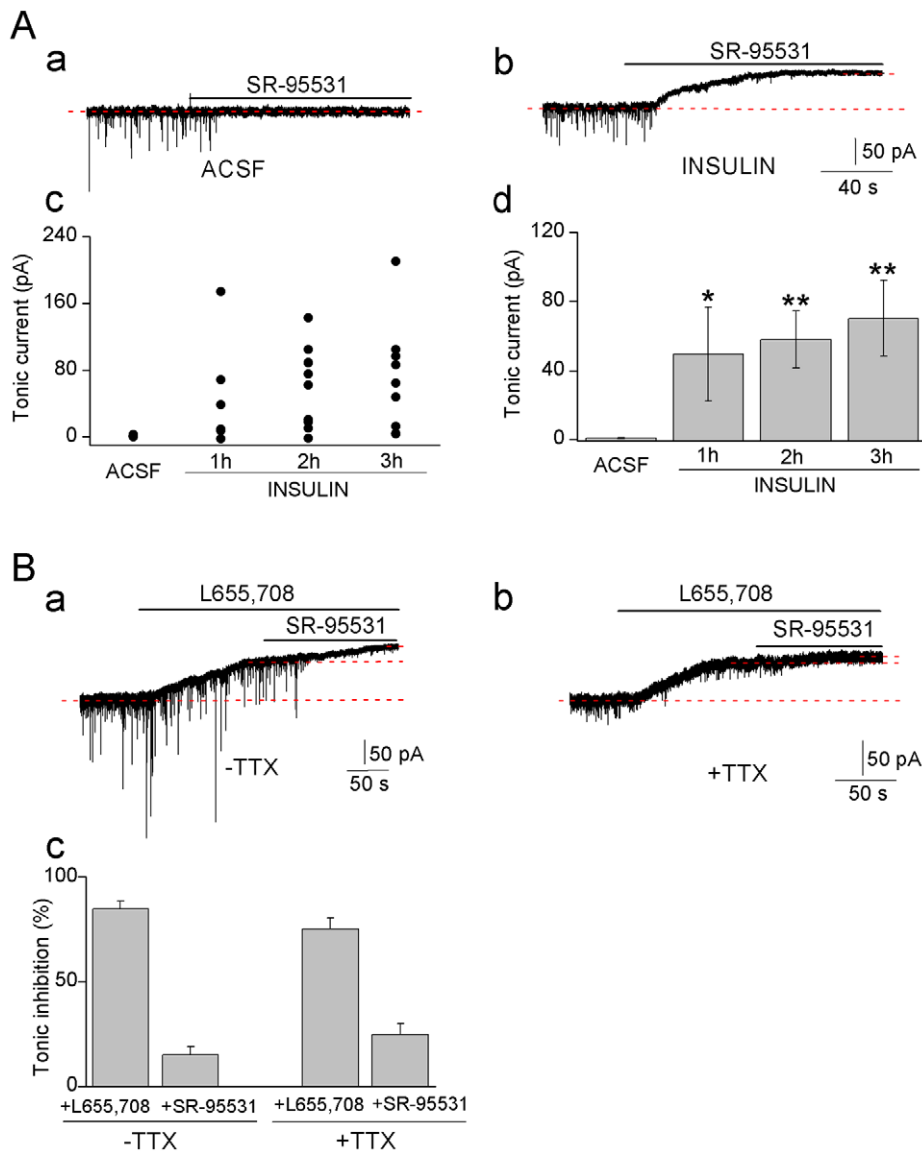 A
a
SR-95531
ACSF
b
SR-95531
INSULIN
50 pA
40 s
c
Tonic current (pA)
240
160
80
0
ACSF
1h 2h 3h
INSULIN
d
Tonic current (pA)
120
80
40
0
* ** **
ACSF
1h 2h 3h
INSULIN
B
a
L655,708
SR-95531
-TTX
50 pA
50 s
b
L655,708
SR-95531
+TTX
50 pA
50 s
c
Tonic inhibition (%)
100
50
0
+L655,708 +SR-95531 +L655,708 +SR-95531
-TTX +TTX